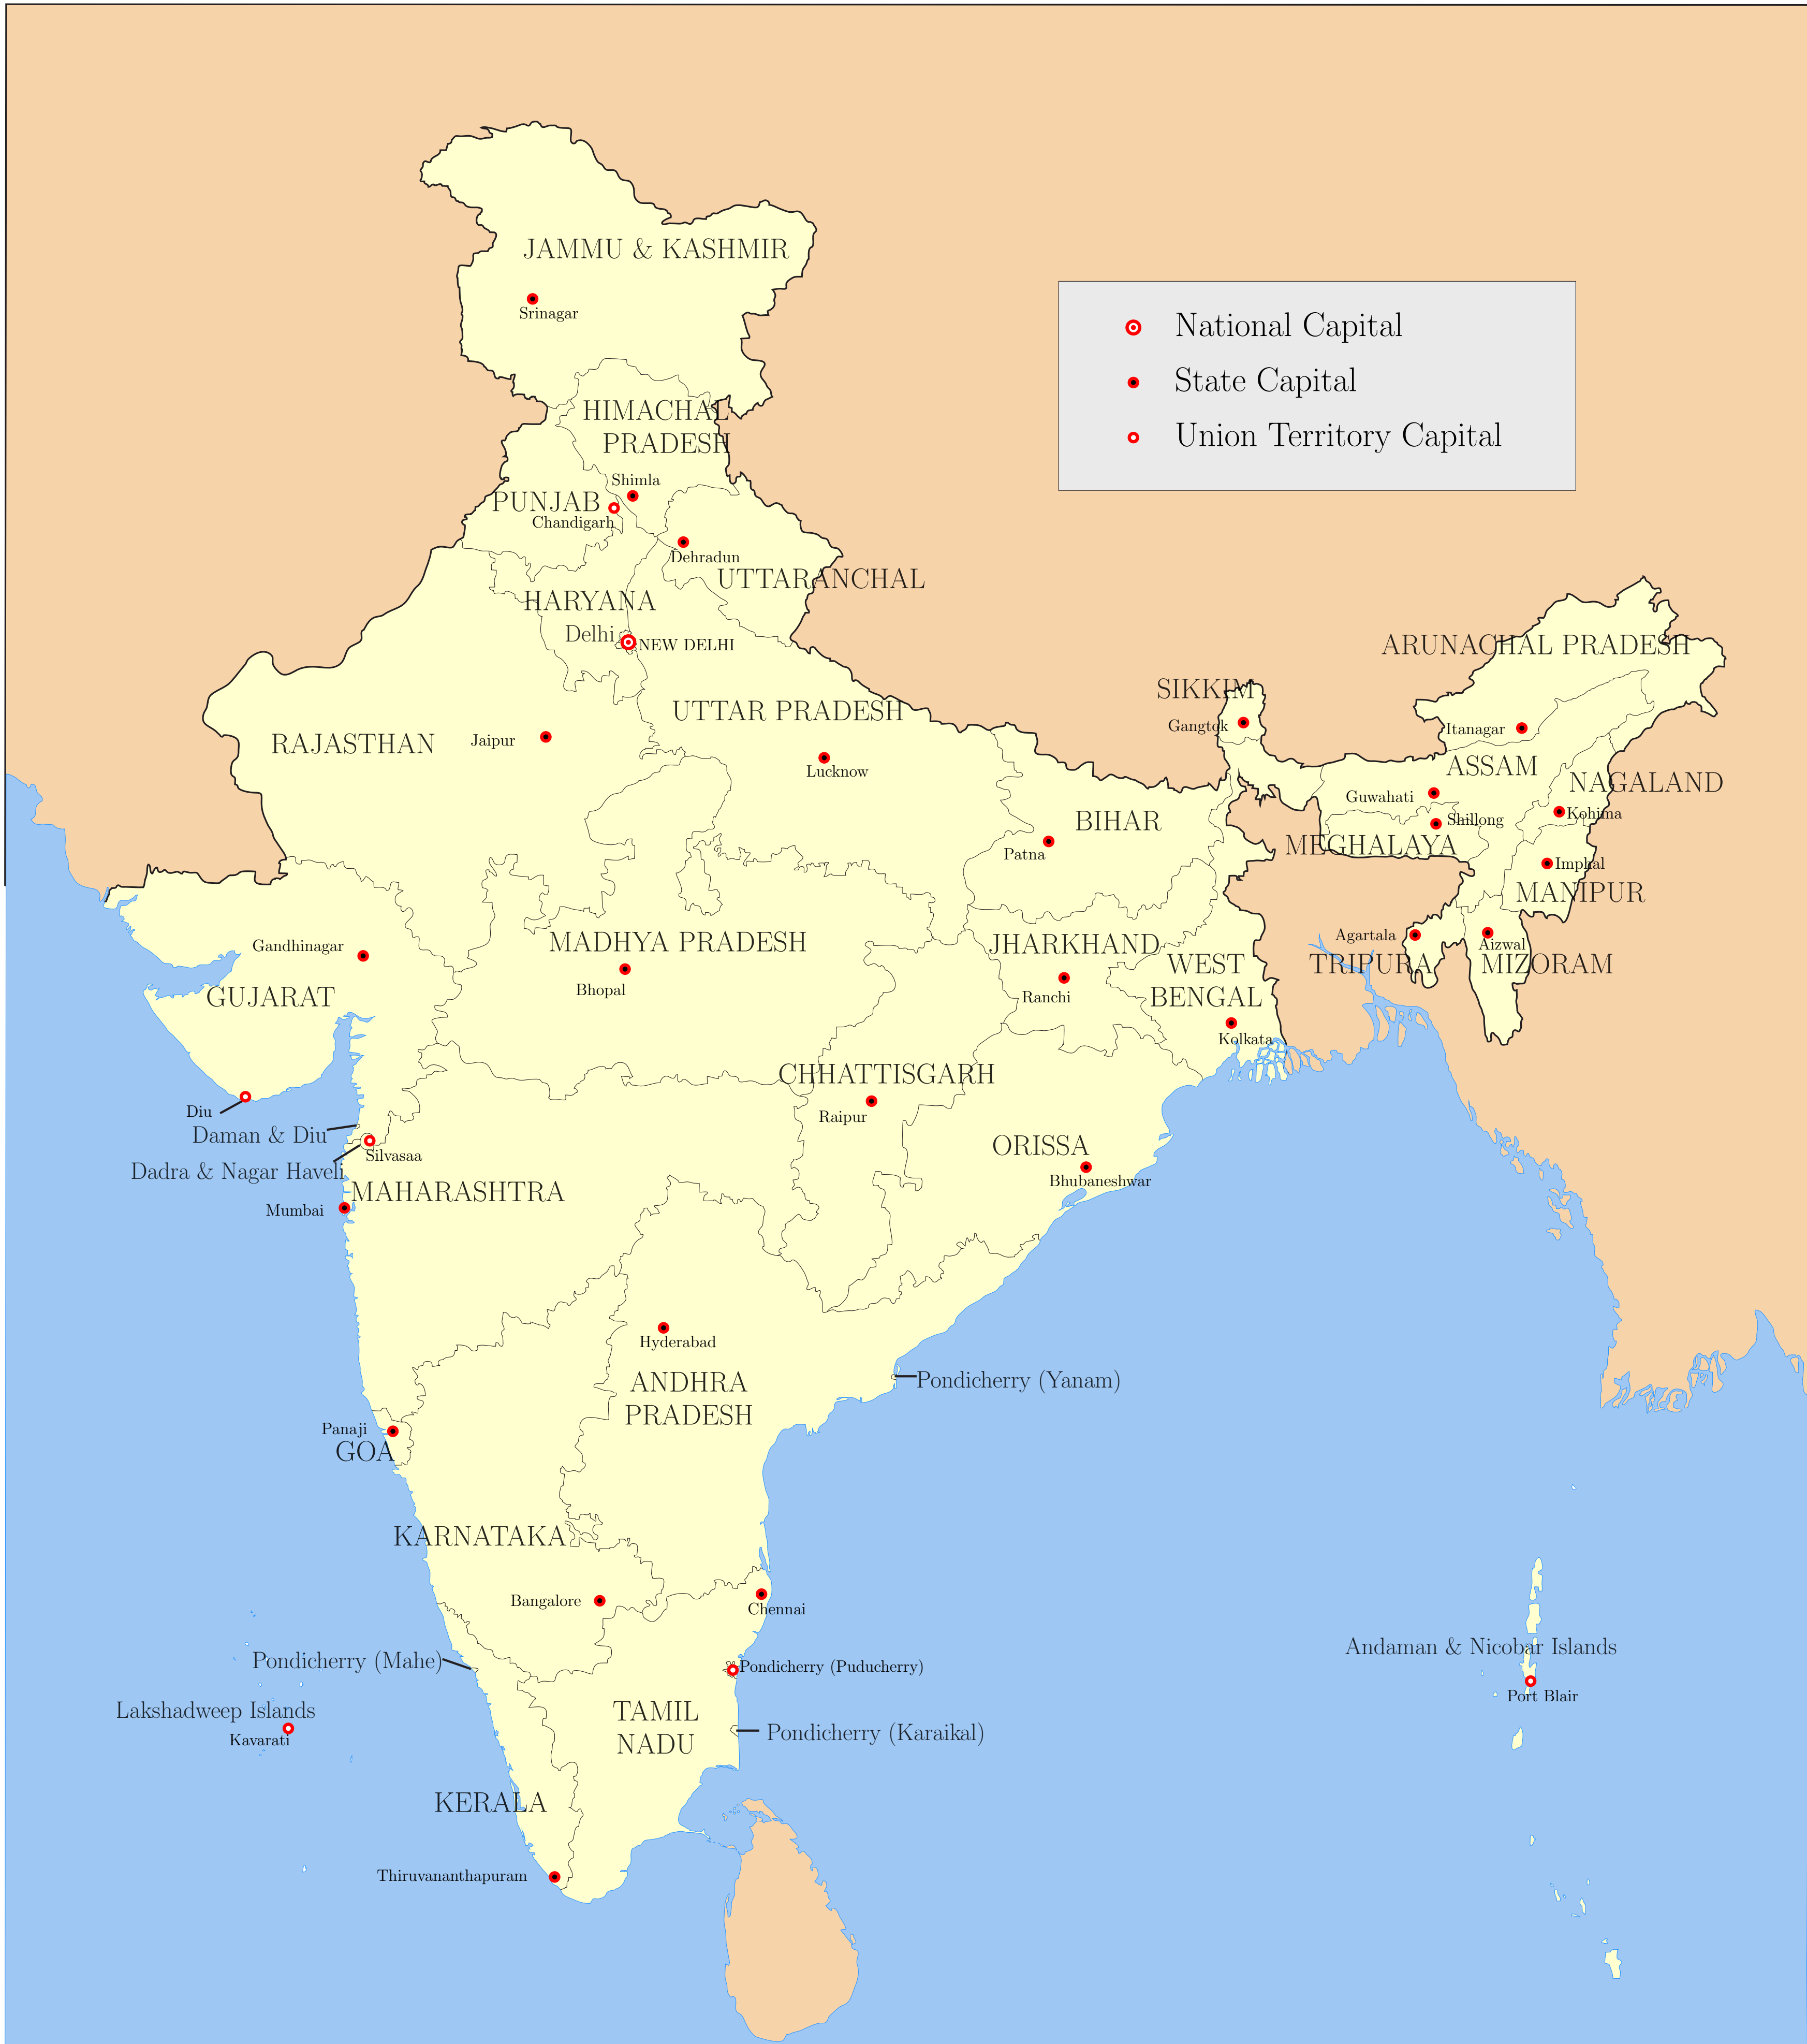 JAMMU & KASHMIR
Srinagar
National Capital
State Capital
Union Territory Capital
HIMACHAL
PRADESH
Shimla
PUNJAB
Chandigarh
Dehradun
UTTARANCHAL
HARYANA
Delhi
NEW DELHI
ARUNACHAL PRADESH
SIKKIM
Gangtok
Itanagar
UTTAR PRADESH
RAJASTHAN
Jaipur
Lucknow
ASSAM
NAGALAND
Guwahati
Kohima
Shillong
BIHAR
MEGHALAYA
Patna
Imphal
MANIPUR
Gandhinagar
MADHYA PRADESH
JHARKHAND
Agartala
Aizwal
WEST
BENGAL
TRIPURA
MIZORAM
Bhopal
Ranchi
GUJARAT
Kolkata
CHHATTISGARH
Raipur
Diu
Daman & Diu
ORISSA
Silvasaa
Dadra & Nagar Haveli
Bhubaneshwar
MAHARASHTRA
Mumbai
Hyderabad
ANDHRA
PRADESH
Pondicherry (Yanam)
Panaji
GOA
KARNATAKA
Bangalore
Chennai
Andaman & Nicobar Islands
Pondicherry (Mahe)
Pondicherry (Puducherry)
Port Blair
Lakshadweep Islands
Kavarati
TAMIL
NADU
Pondicherry (Karaikal)
KERALA
Thiruvananthapuram